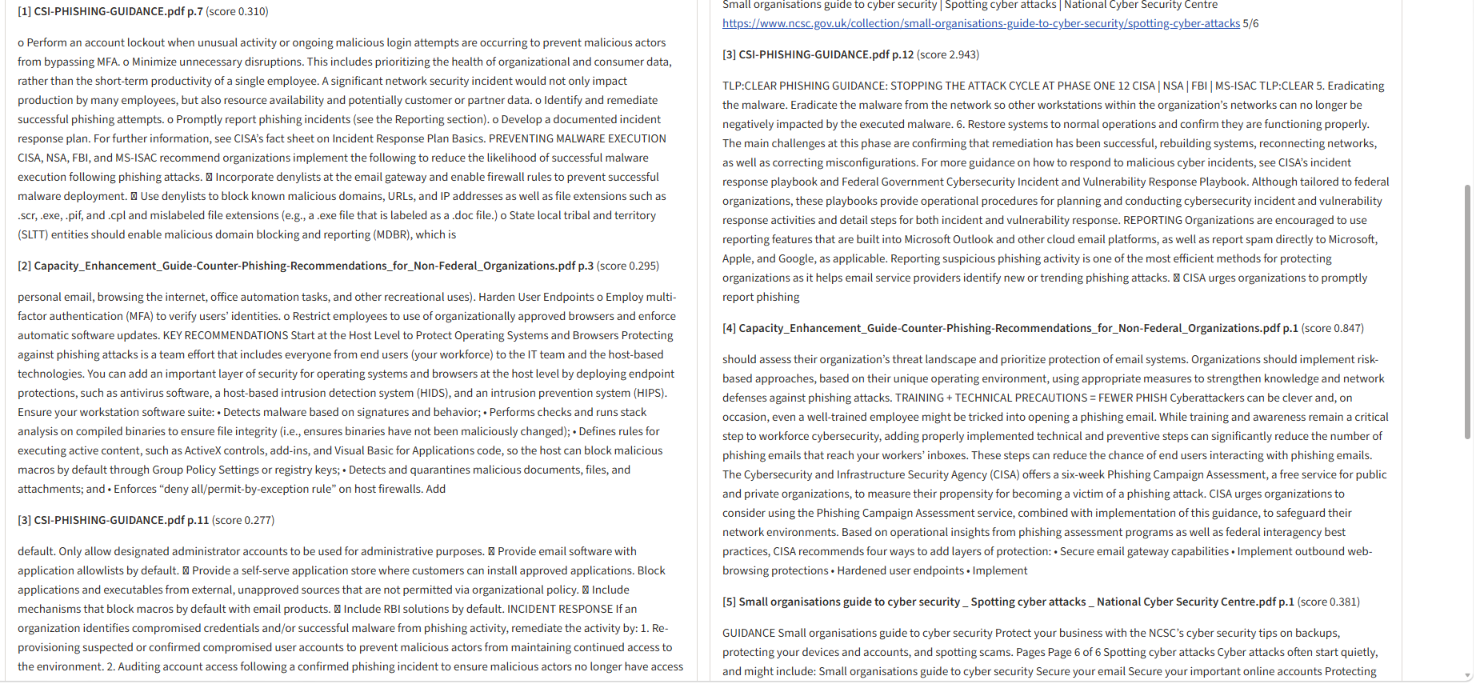 [1] CSI-PHISHING-GUIDANCE.pdf p.7 (score 0.310)
o Perform an account lockout when unusual activity or ongoing malicious login attempts are occurring to prevent malicious actors
from bypassing MFA. o Minimize unnecessary disruptions. This includes prioritizing the health of organizational and consumer data,
rather than the short-term productivity of a single employee. A significant network security incident would not only impact
production by many employees, but also resource availability and potentially customer or partner data. o Identify and remediate
successful phishing attempts. o Promptly report phishing incidents (see the Reporting section). o Develop a documented incident
response plan. For further information, see CISA's fact sheet on Incident Response Plan Basics. PREVENTING MALWARE EXECUTION
CISA, NSA, FBI, and MS-ISAC recommend organizations implement the following to reduce the likelihood of successful malware
execution following phishing attacks.  Incorporate denylists at the email gateway and enable firewall rules to prevent successful
malware deployment.  Use denylists to block known malicious domains, URLs, and IP addresses as well as file extensions such as
.scr, .exe, .pif, and .cpl and mislabeled file extensions (e.g., a .exe file that is labeled as a .doc file.) o State local tribal and territory
(SLTT) entities should enable malicious domain blocking and reporting (MDBR), which is
[2] Capacity_Enhancement_Guide-Counter-Phishing-Recommendations_for_Non-Federal_Organizations.pdf p.3 (score 0.295)
personal email, browsing the internet, office automation tasks, and other recreational uses). Harden User Endpoints o Employ multi-
factor authentication (MFA) to verify users' identities. o Restrict employees to use of organizationally approved browsers and enforce
automatic software updates. KEY RECOMMENDATIONS Start at the Host Level to Protect Operating Systems and Browsers Protecting
against phishing attacks is a team effort that includes everyone from end users (your workforce) to the IT team and the host-based
technologies. You can add an important layer of security for operating systems and browsers at the host level by deploying endpoint
protections, such as antivirus software, a host-based intrusion detection system (HIDS), and an intrusion prevention system (HIPS).
Ensure your workstation software suite: • Detects malware based on signatures and behavior; • Performs checks and runs stack
analysis on compiled binaries to ensure file integrity (i.e., ensures binaries have not been maliciously changed); • Defines rules for
executing active content, such as ActiveX controls, add-ins, and Visual Basic for Applications code, so the host can block malicious
macros by default through Group Policy Settings or registry keys; • Detects and quarantines malicious documents, files, and
attachments; and • Enforces “deny all/permit-by-exception rule” on host firewalls. Add
[3] CSI-PHISHING-GUIDANCE.pdf p.11 (score 0.277)
default. Only allow designated administrator accounts to be used for administrative purposes.  Provide email software with
application allowlists by default.  Provide a self-serve application store where customers can install approved applications. Block
applications and executables from external, unapproved sources that are not permitted via organizational policy.  Include
mechanisms that block macros by default with email products.  Include RBI solutions by default. INCIDENT RESPONSE If an
organization identifies compromised credentials and/or successful malware from phishing activity, remediate the activity by: 1. Re-
provisioning suspected or confirmed compromised user accounts to prevent malicious actors from maintaining continued access to
the environment. 2. Auditing account access following a confirmed phishing incident to ensure malicious actors no longer have access
Small organisations guide to cyber security | Spotting cyber attacks | National Cyber Security Centre
https://www.ncsc.gov.uk/collection/small-organisations-guide-to-cyber-security/spotting-cyber-attacks 5/6
[3] CSI-PHISHING-GUIDANCE.pdf p.12 (score 2.943)
TLP:CLEAR PHISHING GUIDANCE: STOPPING THE ATTACK CYCLE AT PHASE ONE 12 CISA | NSA | FBI | MS-ISAC TLP:CLEAR 5. Eradicating
the malware. Eradicate the malware from the network so other workstations within the organization's networks can no longer be
negatively impacted by the executed malware. 6. Restore systems to normal operations and confirm they are functioning properly.
The main challenges at this phase are confirming that remediation has been successful, rebuilding systems, reconnecting networks,
as well as correcting misconfigurations. For more guidance on how to respond to malicious cyber incidents, see CISA's incident
response playbook and Federal Government Cybersecurity Incident and Vulnerability Response Playbook. Although tailored to federal
organizations, these playbooks provide operational procedures for planning and conducting cybersecurity incident and vulnerability
response activities and detail steps for both incident and vulnerability response. REPORTING Organizations are encouraged to use
reporting features that are built into Microsoft Outlook and other cloud email platforms, as well as report spam directly to Microsoft,
Apple, and Google, as applicable. Reporting suspicious phishing activity is one of the most efficient methods for protecting
organizations as it helps email service providers identify new or trending phishing attacks.  CISA urges organizations to promptly
report phishing
[4] Capacity_Enhancement_Guide-Counter-Phishing-Recommendations_for_Non-Federal_Organizations.pdf p.1 (score 0.847)
should assess their organization's threat landscape and prioritize protection of email systems. Organizations should implement risk-
based approaches, based on their unique operating environment, using appropriate measures to strengthen knowledge and network
defenses against phishing attacks. TRAINING + TECHNICAL PRECAUTIONS = FEWER PHISH Cyberattackers can be clever and, on
occasion, even a well-trained employee might be tricked into opening a phishing email. While training and awareness remain a critical
step to workforce cybersecurity, adding properly implemented technical and preventive steps can significantly reduce the number of
phishing emails that reach your workers' inboxes. These steps can reduce the chance of end users interacting with phishing emails.
The Cybersecurity and Infrastructure Security Agency (CISA) offers a six-week Phishing Campaign Assessment, a free service for public
and private organizations, to measure their propensity for becoming a victim of a phishing attack. CISA urges organizations to
consider using the Phishing Campaign Assessment service, combined with implementation of this guidance, to safeguard their
network environments. Based on operational insights from phishing assessment programs as well as federal interagency best
practices, CISA recommends four ways to add layers of protection: • Secure email gateway capabilities • Implement outbound web-
browsing protections • Hardened user endpoints • Implement
[5] Small organisations guide to cyber security _ Spotting cyber attacks _ National Cyber Security Centre.pdf p.1 (score 0.381)
GUIDANCE Small organisations guide to cyber security Protect your business with the NCSC's cyber security tips on backups,
protecting your devices and accounts, and spotting scams. Pages Page 6 of 6 Spotting cyber attacks Cyber attacks often start quietly,
and might include: Small organisations guide to cyber security Secure your email Secure your important online accounts Protecting